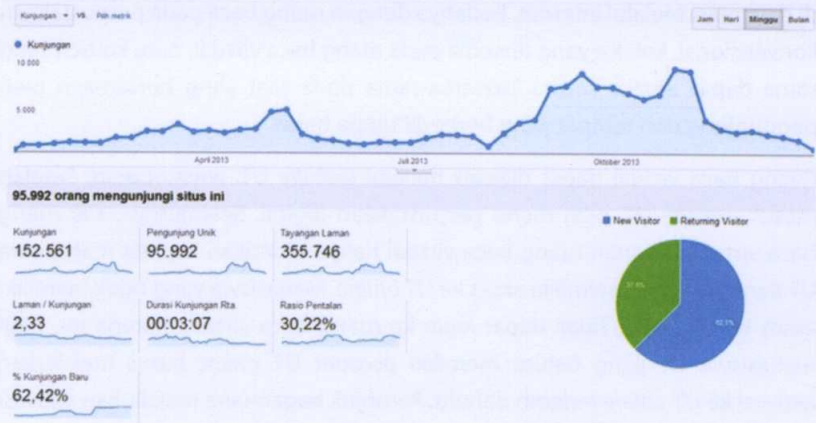 Kunjungan VS. Pilih metrik
Jam Hari Minggu Bulan
Kunjungan
10.000
5.000
April 2013 Juli 2013 Oktober 2013
95.992 orang mengunjungi situs ini
New Visitor Returning Visitor
Kunjungan Pengunjung Unik Tayangan Laman
152.561 95.992 355.746
Laman / Kunjungan Durasi Kunjungan Rta Rasio Pentalan
2,33 00:03:07 30,22%
% Kunjungan Baru
62,42%